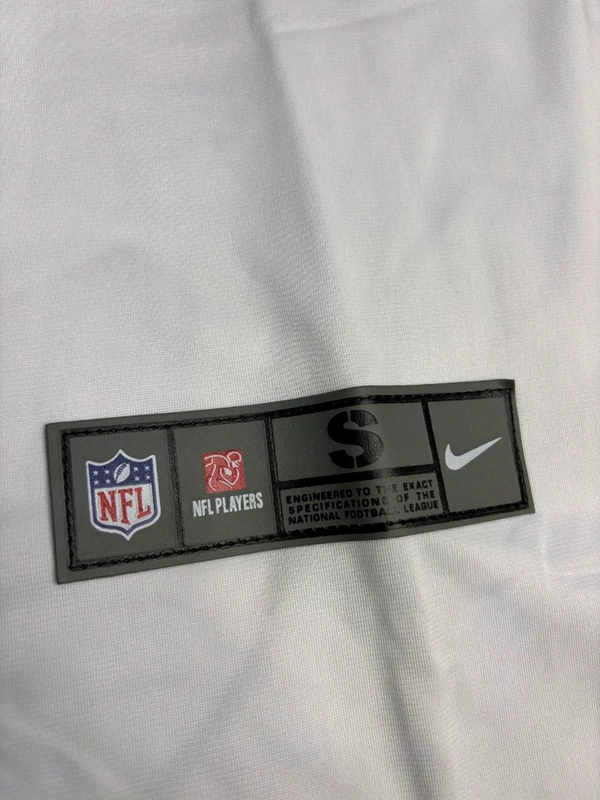 NFL
NFL PLAYERS
S
ENGINEERED TO THE EXACT
SPECIFICATIONS OF THE
NATIONAL FOOTBALL LEAGUE